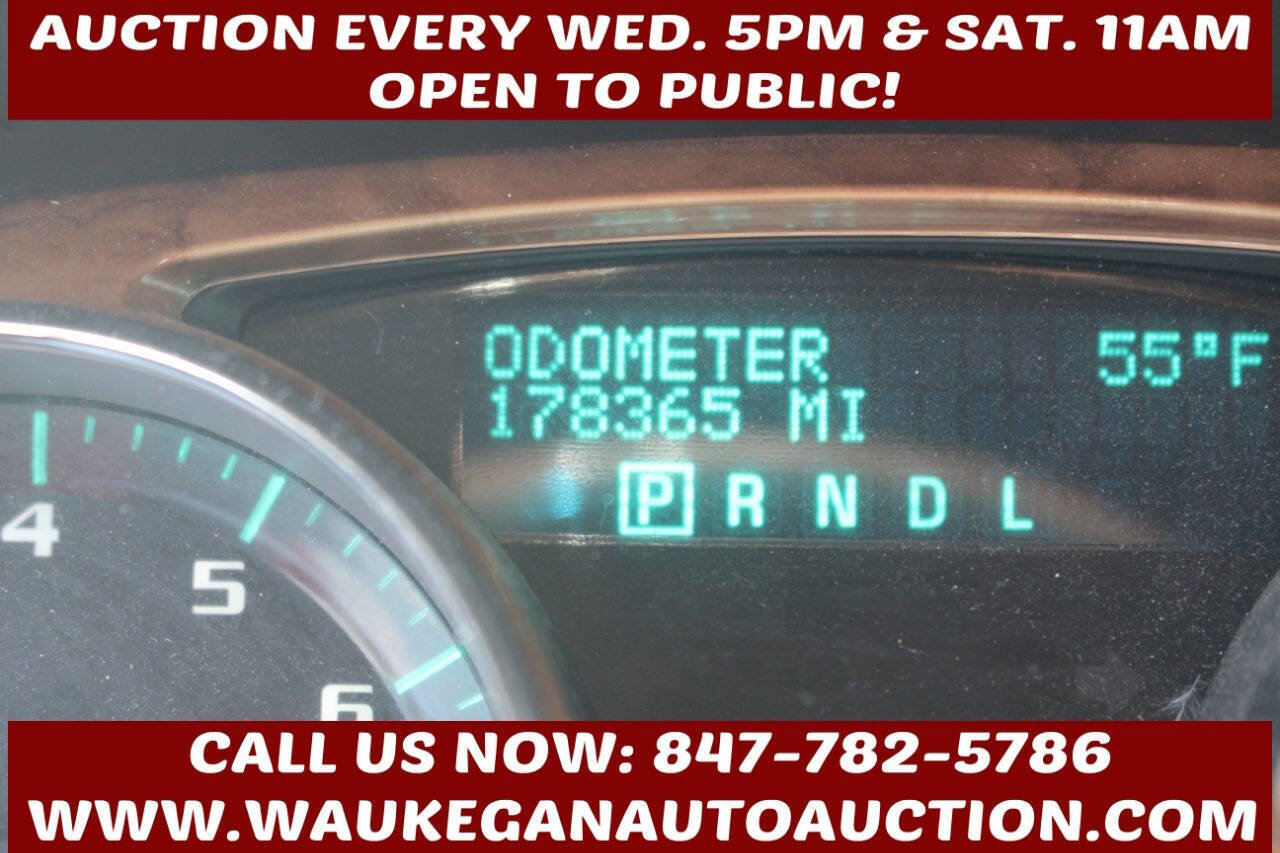 AUCTION EVERY WED. 5PM & SAT. 11AM
OPEN TO PUBLIC!
ODOMETER 55°F
178365 MI
P R N D L
4
5
6
CALL US NOW: 847-782-5786
WWW.WAUKEGANAUTOAUCTION.COM